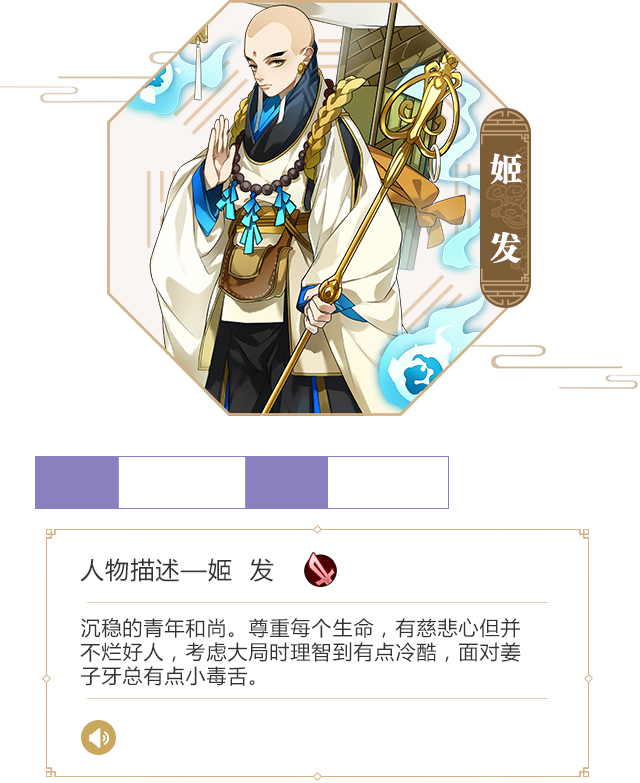 姬发
人物描述—姬 发
沉稳的青年和尚。尊重每个生命，有慈悲心但并
不烂好人，考虑大局时理智到有点冷酷，面对姜
子牙总有点小毒舌。